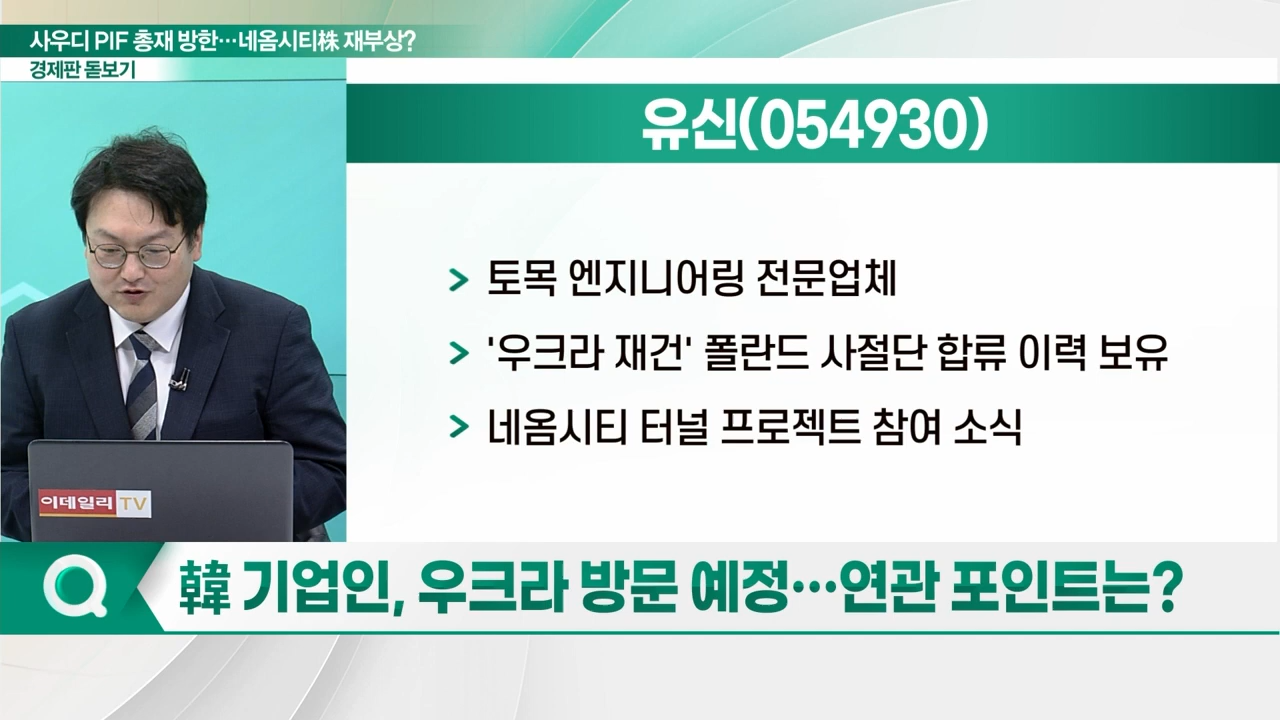 사우디 PIF 총재 방한…네옴시티株 재부상?
경제판 돋보기
유신(054930)
> 토목 엔지니어링 전문업체
> '우크라 재건' 폴란드 사절단 합류 이력 보유
> 네옴시티 터널 프로젝트 참여 소식
이데일리 TV
韓 기업인, 우크라 방문 예정…연관 포인트는?